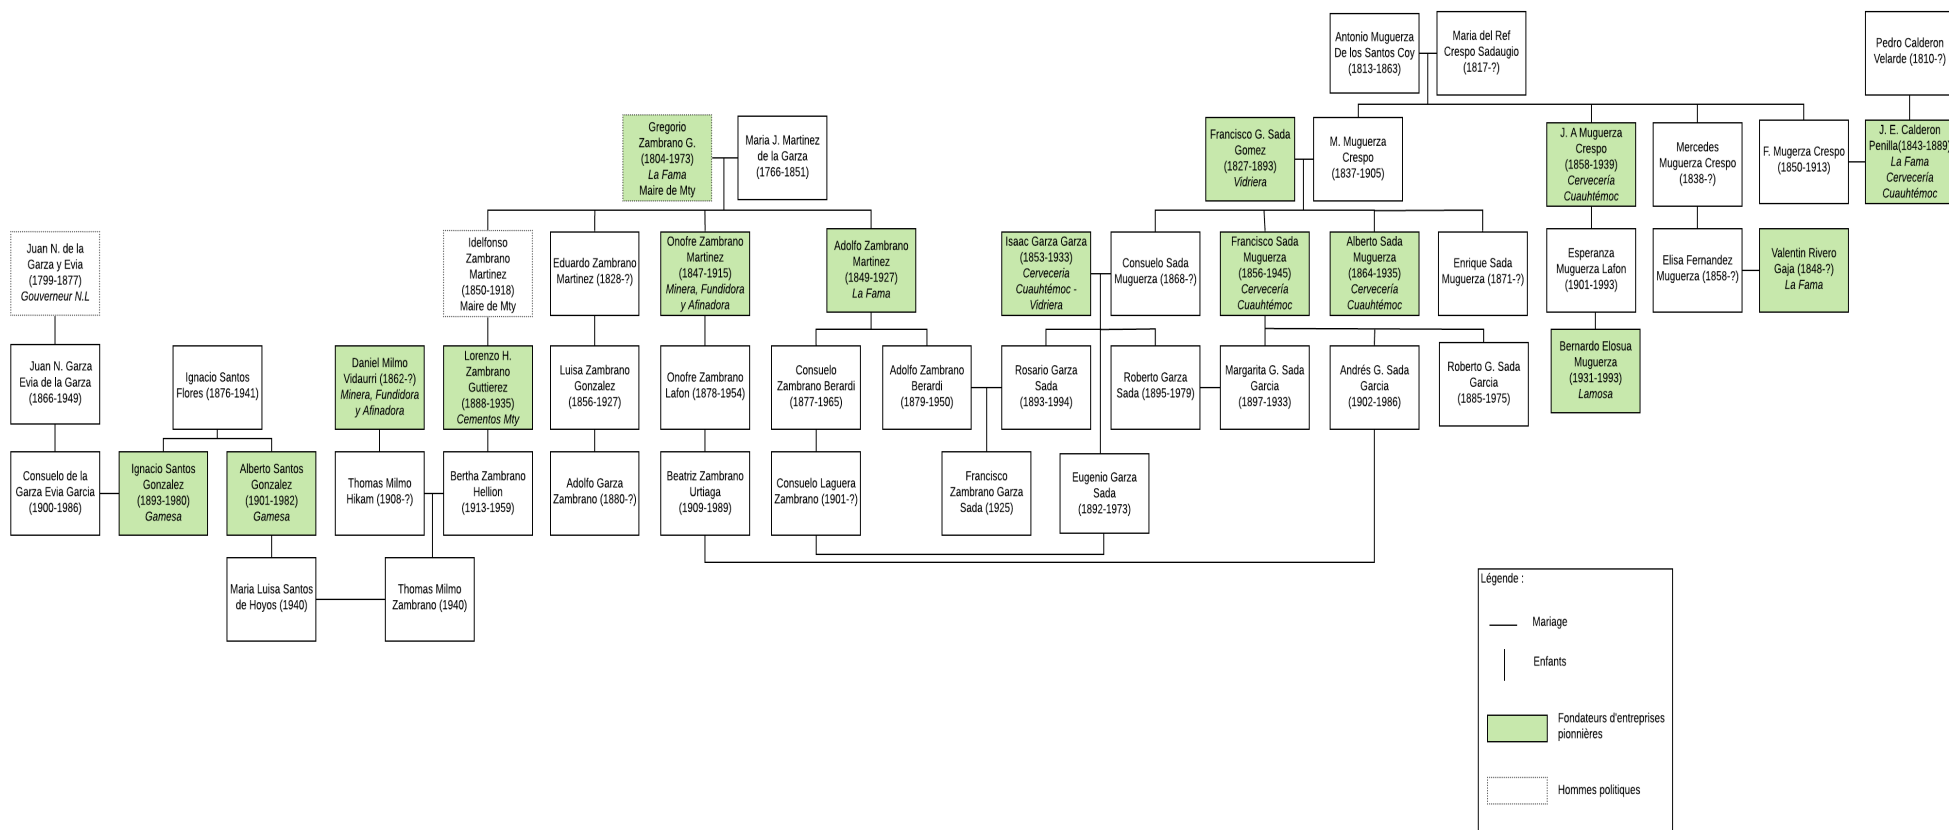 Antonio Muguerza
De los Santos Coy
(1813-1863)
Maria del Ref
Crespo Sadaugio
(1817-?)
Pedro Calderon
Velarde (1810-?)
Gregorio
Zambrano G.
(1804-1973)
La Fama
Maire de Mty
Maria J. Martinez
de la Garza
(1766-1851)
Francisco G. Sada
Gomez
(1827-1893)
Vidriera
M. Muguerza
Crespo
(1837-1905)
J. A Muguerza
Crespo
(1858-1939)
Cervecería
Cuauhtémoc
Mercedes
Muguerza Crespo
(1838-?)
F. Mugerza Crespo
(1850-1913)
J. E. Calderon
Penilla(1843-1889)
La Fama
Cervecería
Cuauhtémoc
Juan N. de la
Garza y Evia
(1799-1877)
Gouverneur N.L
Idelfonso
Zambrano
Martinez
(1850-1918)
Maire de Mty
Eduardo Zambrano
Martinez (1828-?)
Onofre Zambrano
Martinez
(1847-1915)
Minera, Fundidora
y Afinadora
Adolfo Zambrano
Martinez
(1849-1927)
La Fama
Isaac Garza Garza
(1853-1933)
Cerveceria
Cuauhtémoc -
Vidriera
Consuelo Sada
Muguerza (1868-?)
Francisco Sada
Muguerza
(1856-1945)
Cervecería
Cuauhtémoc
Alberto Sada
Muguerza
(1864-1935)
Cervecería
Cuauhtémoc
Enrique Sada
Muguerza (1871-?)
Esperanza
Muguerza Lafon
(1901-1993)
Elisa Fernandez
Muguerza (1858-?)
Valentin Rivero
Gaja (1848-?)
La Fama
Juan N. Garza
Evia de la Garza
(1866-1949)
Ignacio Santos
Flores (1876-1941)
Daniel Milmo
Vidaurri (1862-?)
Minera, Fundidora
y Afinadora
Lorenzo H.
Zambrano
Guttierez
(1888-1935)
Cementos Mty
Luisa Zambrano
Gonzalez
(1856-1927)
Onofre Zambrano
Lafon (1878-1954)
Consuelo
Zambrano Berardi
(1877-1965)
Adolfo Zambrano
Berardi
(1879-1950)
Rosario Garza
Sada
(1893-1994)
Roberto Garza
Sada (1895-1979)
Margarita G. Sada
Garcia
(1897-1933)
Andrés G. Sada
Garcia
(1902-1986)
Roberto G. Sada
Garcia
(1885-1975)
Bernardo Elosua
Muguerza
(1931-1993)
Lamosa
Consuelo de la
Garza Evia Garcia
(1900-1986)
Ignacio Santos
Gonzalez
(1893-1980)
Gamesa
Alberto Santos
Gonzalez
(1901-1982)
Gamesa
Thomas Milmo
Hikam (1908-?)
Bertha Zambrano
Hellion
(1913-1959)
Adolfo Garza
Zambrano (1880-?)
Beatriz Zambrano
Urtiaga
(1909-1989)
Consuelo Laguera
Zambrano (1901-?)
Francisco
Zambrano Garza
Sada (1925)
Eugenio Garza
Sada
(1892-1973)
Maria Luisa Santos
de Hoyos (1940)
Thomas Milmo
Zambrano (1940)
Légende :
Mariage
Enfants
Fondateurs d'entreprises
pionnières
Hommes politiques